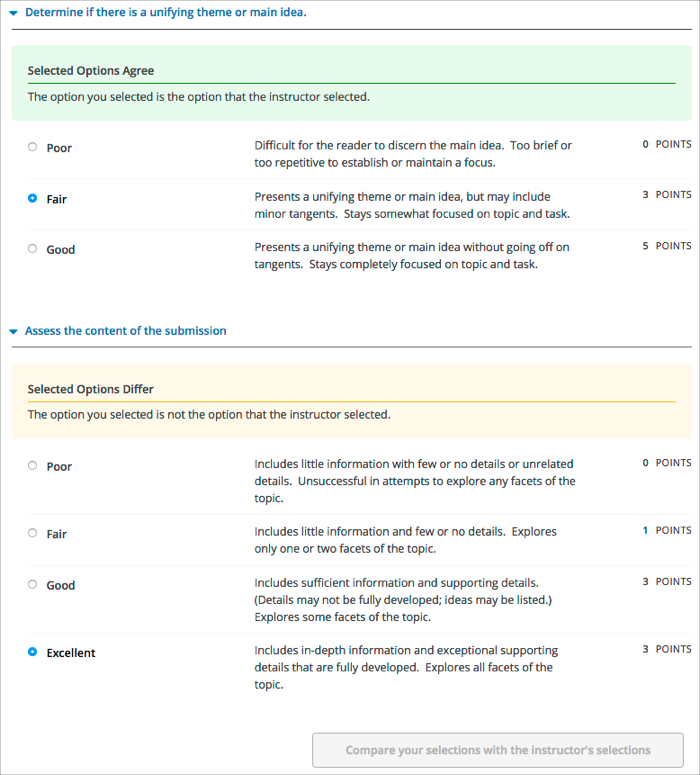 Determine if there is a unifying theme or main idea.
Selected Options Agree
The option you selected is the option that the instructor selected.
Poor
Difficult for the reader to discern the main idea.  Too brief or
too repetitive to establish or maintain a focus.
0 POINTS
Fair
Presents a unifying theme or main idea, but may include
minor tangents.  Stays somewhat focused on topic and task.
3 POINTS
Good
Presents a unifying theme or main idea without going off on
tangents.  Stays completely focused on topic and task.
5 POINTS
Assess the content of the submission
Selected Options Differ
The option you selected is not the option that the instructor selected.
Poor
Includes little information with few or no details or unrelated
details.  Unsuccessful in attempts to explore any facets of the
topic.
0 POINTS
Fair
Includes little information and few or no details.  Explores
only one or two facets of the topic.
1 POINTS
Good
Includes sufficient information and supporting details.
(Details may not be fully developed; ideas may be listed.)
Explores some facets of the topic.
3 POINTS
Excellent
Includes in-depth information and exceptional supporting
details that are fully developed.  Explores all facets of the
topic.
3 POINTS
Compare your selections with the instructor's selections